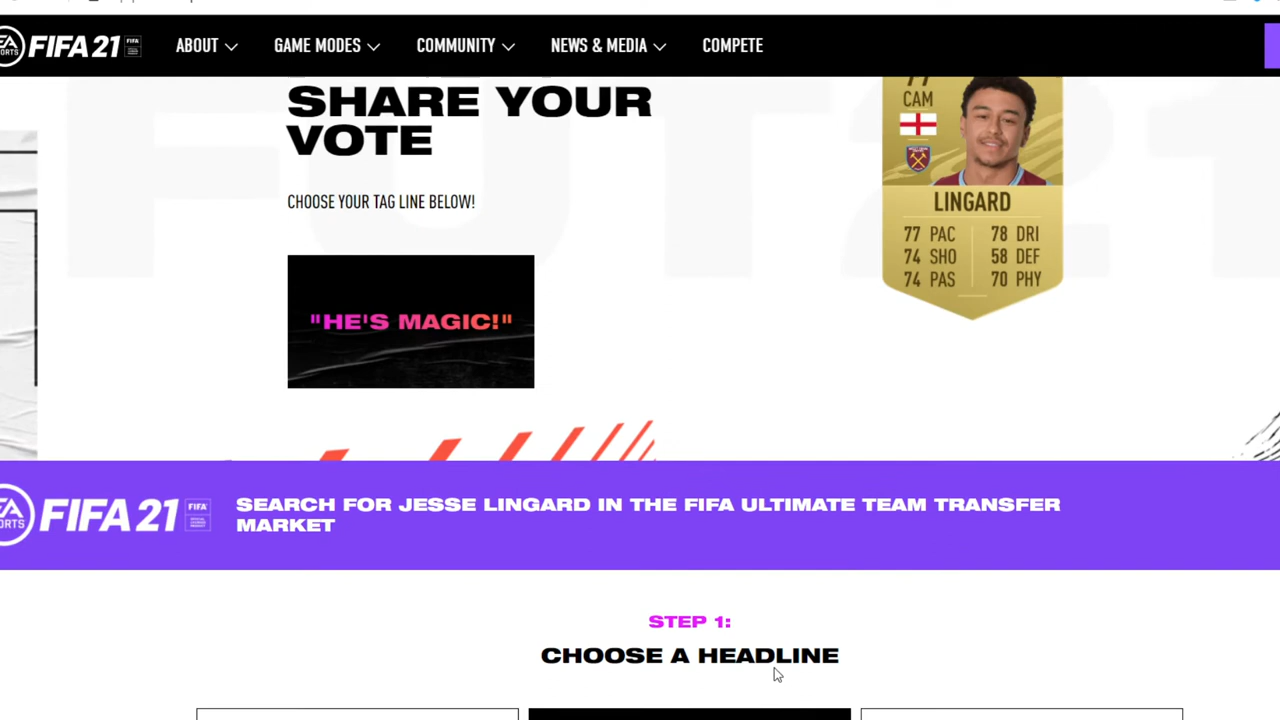 FIFA 21 FIFA ABOUT GAME MODES COMMUNITY NEWS & MEDIA COMPETE
SHARE YOUR
VOTE
CHOOSE YOUR TAG LINE BELOW!
"HE'S MAGIC!"
CAM
LINGARD
77 PAC 78 DRI
74 SHO 58 DEF
74 PAS 70 PHY
FIFA 21 FIFA
SEARCH FOR JESSE LINGARD IN THE FIFA ULTIMATE TEAM TRANSFER
MARKET
STEP 1:
CHOOSE A HEADLINE